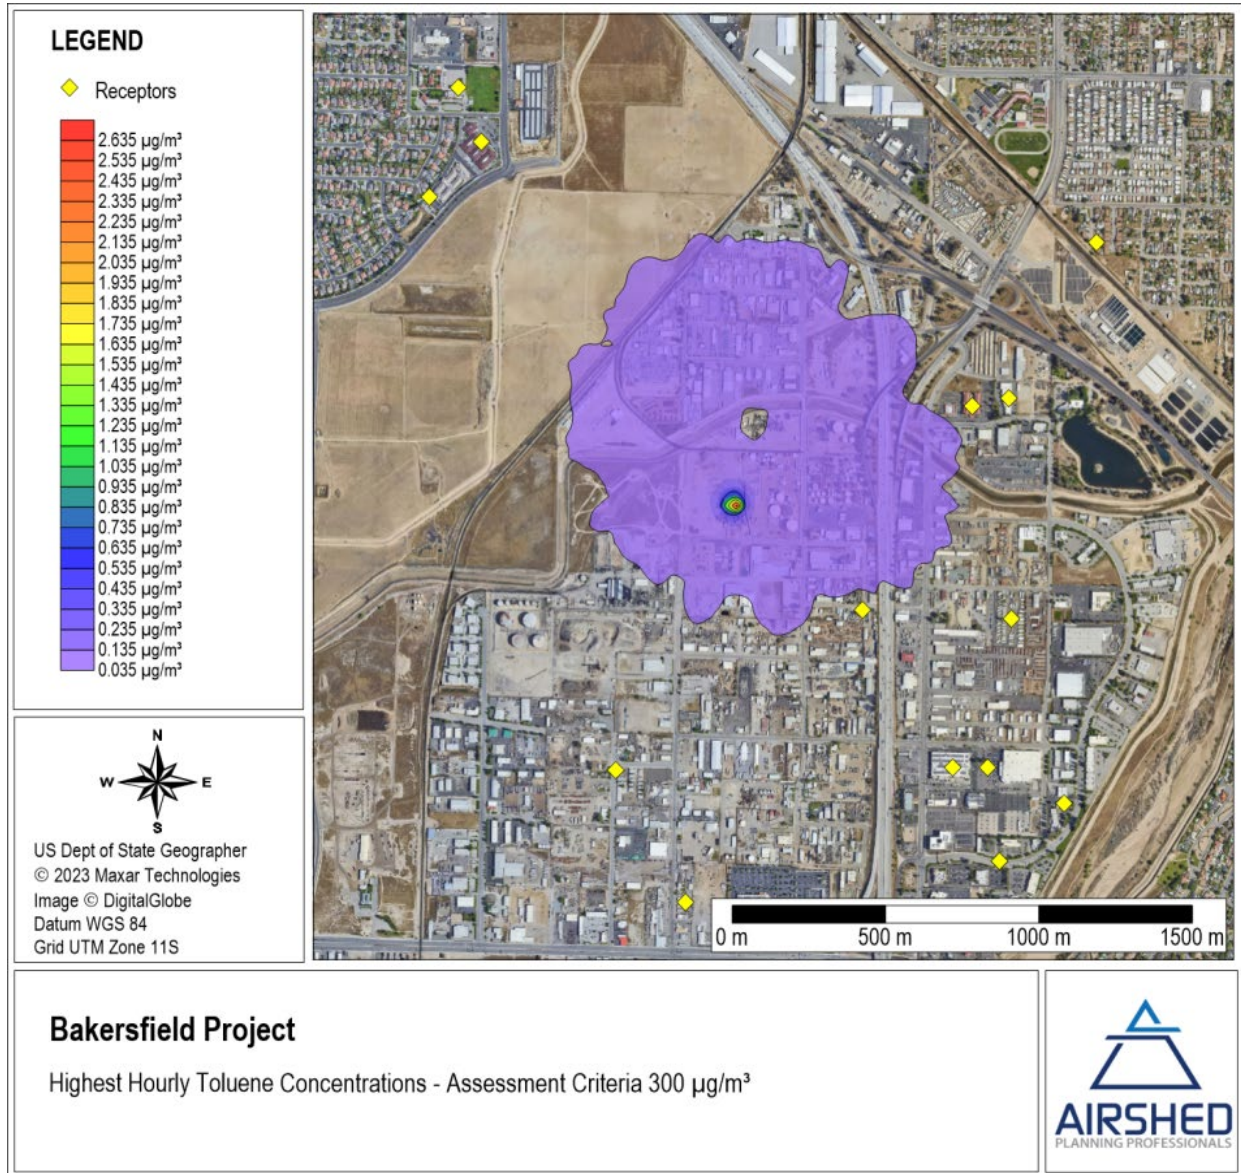 LEGEND
Receptors
2.635 µg/m³
2.535 µg/m³
2.435 µg/m³
2.335 µg/m³
2.235 µg/m³
2.135 µg/m³
2.035 µg/m³
1.935 µg/m³
1.835 µg/m³
1.735 µg/m³
1.635 µg/m³
1.535 µg/m³
1.435 µg/m³
1.335 µg/m³
1.235 µg/m³
1.135 µg/m³
1.035 µg/m³
0.935 µg/m³
0.835 µg/m³
0.735 µg/m³
0.635 µg/m³
0.535 µg/m³
0.435 µg/m³
0.335 µg/m³
0.235 µg/m³
0.135 µg/m³
0.035 µg/m³
N
W E
S
US Dept of State Geographer
© 2023 Maxar Technologies
Image © DigitalGlobe
Datum WGS 84
Grid UTM Zone 11S
0 m 500 m 1000 m 1500 m
Bakersfield Project
Highest Hourly Toluene Concentrations - Assessment Criteria 300 µg/m³
AIRSHED
PLANNING PROFESSIONALS